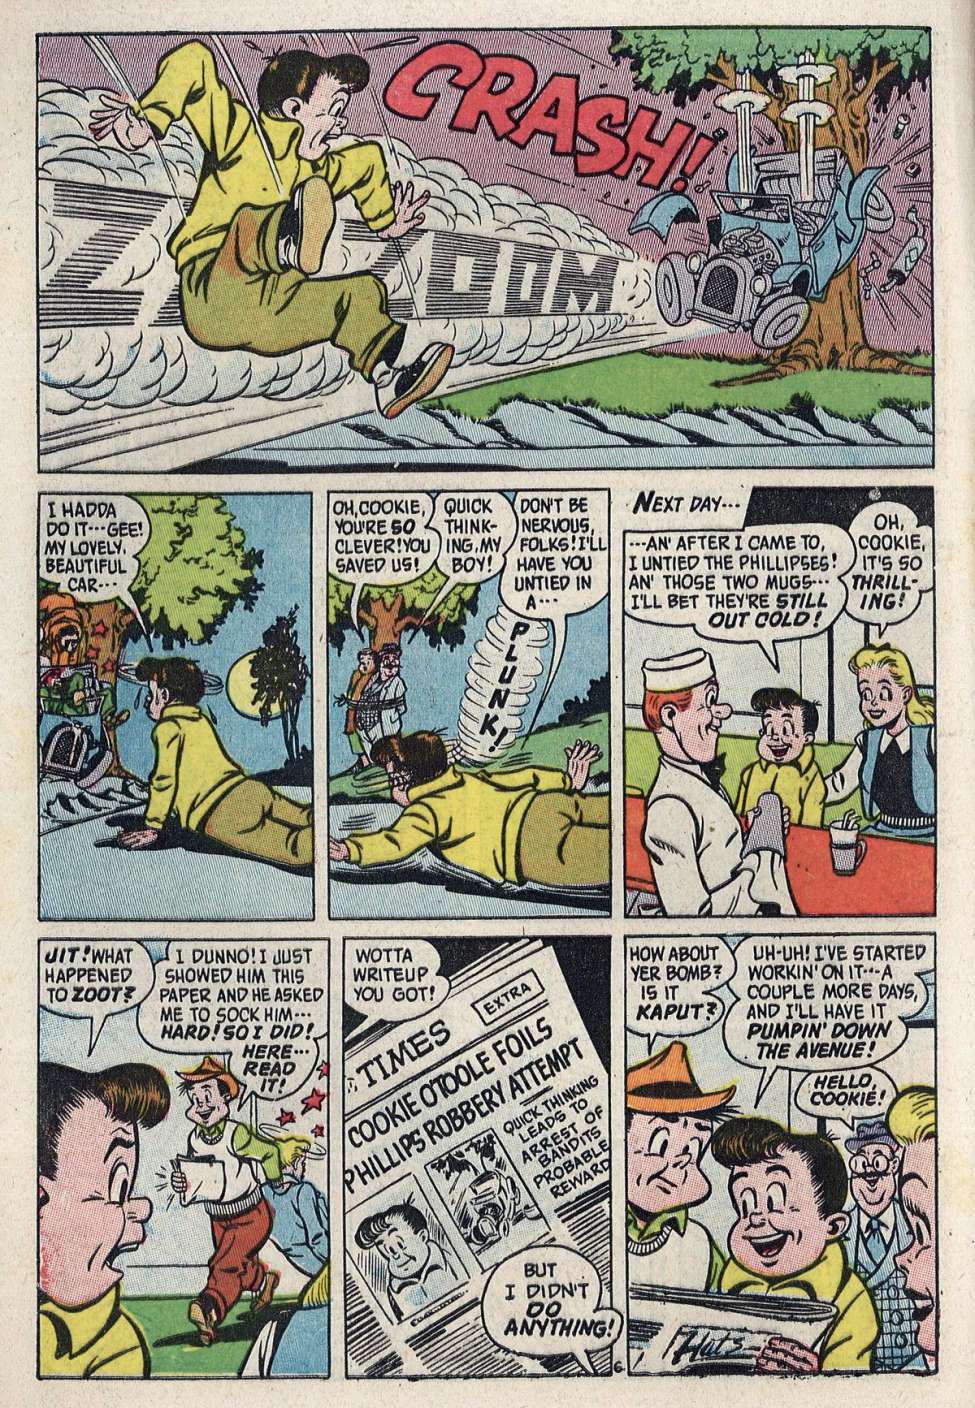 CRASH!
ZOOM
I HADDA
DO IT---GEE!
MY LOVELY,
BEAUTIFUL
CAR---
OH, COOKIE,
YOU'RE SO
CLEVER! YOU
SAVED US!
QUICK
THINK-
ING, MY
BOY!
DON'T BE
NERVOUS,
FOLKS! I'LL
HAVE YOU
UNTIED IN
A---
PLUNK!
NEXT DAY---
---AN' AFTER I CAME TO,
I UNTIED THE PHILLIPSES!
AN' THOSE TWO MUGS---
I'LL BET THEY'RE STILL
OUT COLD!
OH,
COOKIE,
IT'S SO
THRILL-
ING!
JIT! WHAT
HAPPENED
TO ZOOT?
I DUNNO! I JUST
SHOWED HIM THIS
PAPER AND HE ASKED
ME TO SOCK HIM---
HARD! SO I DID!
HERE---
READ
IT!
WOTTA
WRITEUP
YOU GOT!
EXTRA
TIMES
COOKIE O'TOOLE FOILS
PHILLIPS ROBBERY ATTEMPT
QUICK THINKING
LEADS TO
ARREST OF
BANDITS
PROBABLE
REWARD
BUT
I DIDN'T
DO
ANYTHING!
6
HOW ABOUT
YER BOMB?
IS IT
KAPUT?
UH-UH! I'VE STARTED
WORKIN' ON IT---A
COUPLE MORE DAYS,
AND I'LL HAVE IT
PUMPIN' DOWN
THE AVENUE!
HELLO,
COOKIE!